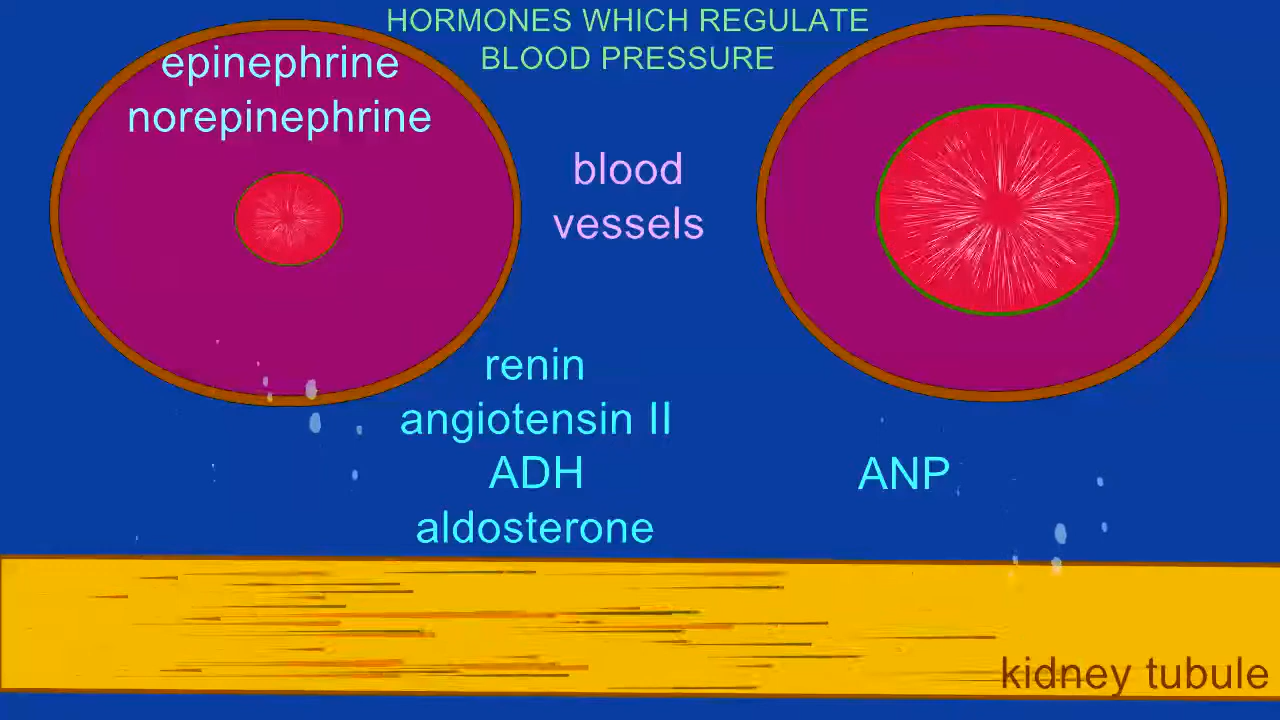 HORMONES WHICH REGULATE
BLOOD PRESSURE
epinephrine
norepinephrine
blood
vessels
renin
angiotensin II
ADH
aldosterone
ANP
kidney tubule